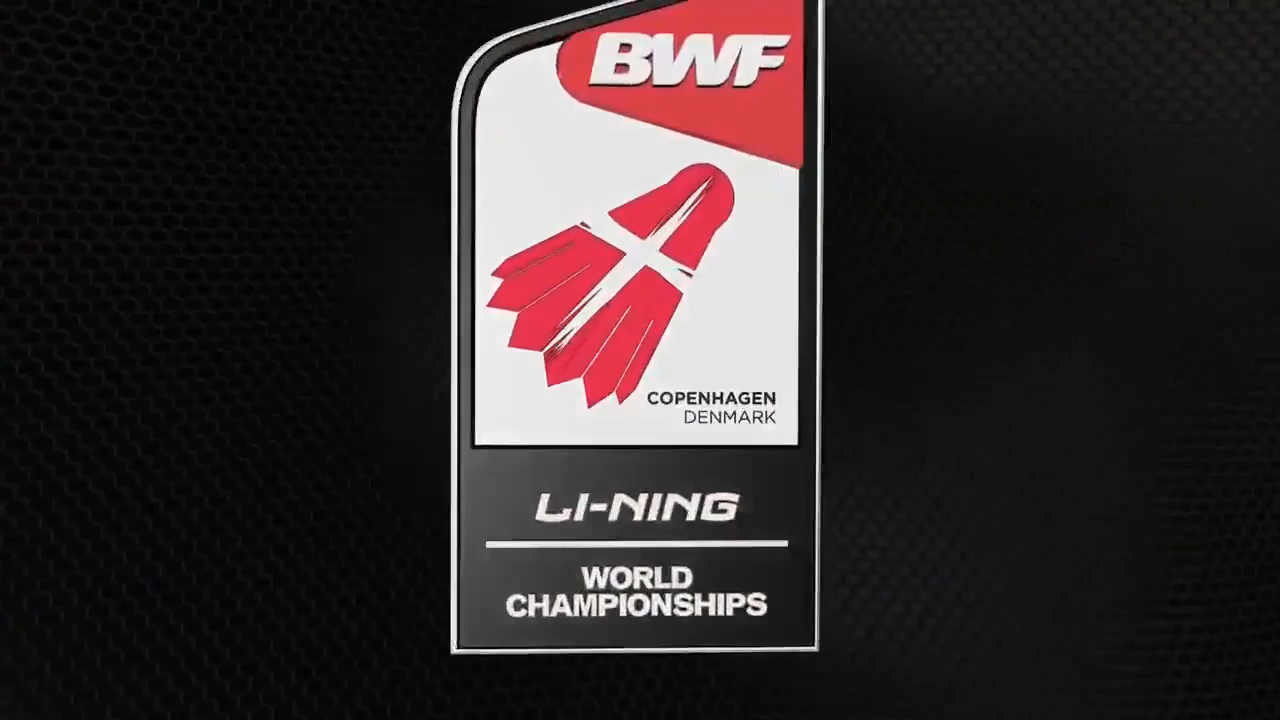 BWF
COPENHAGEN
DENMARK
LI-NING
WORLD
CHAMPIONSHIPS